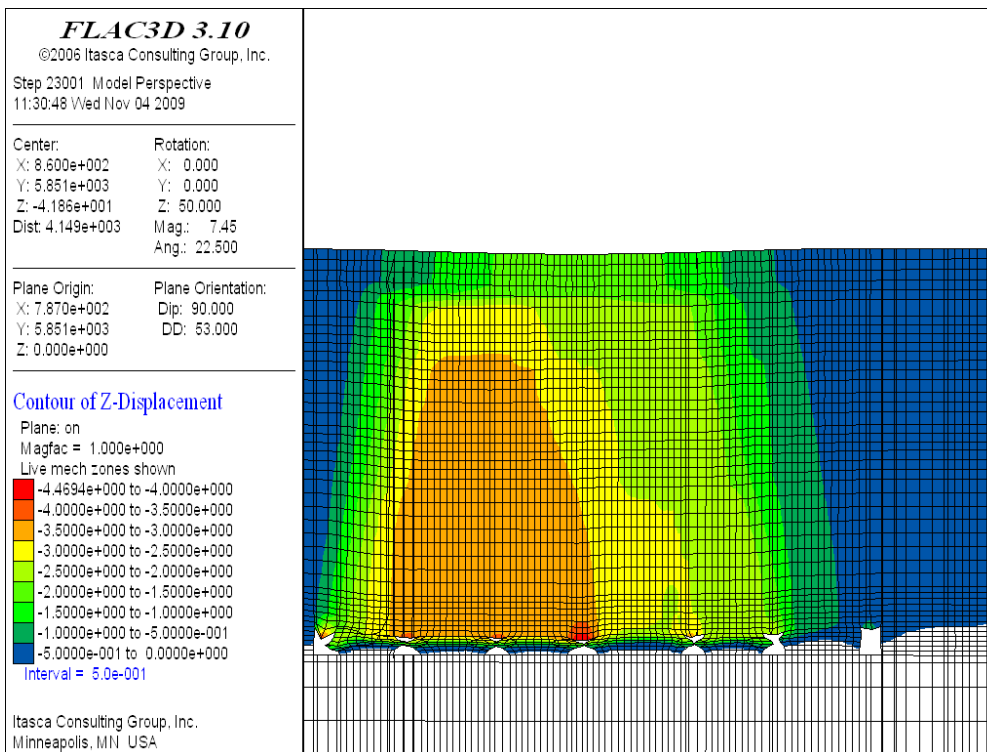 FLAC3D 3.10
©2006 Itasca Consulting Group, Inc.
Step 23001 Model Perspective
11:30:48 Wed Nov 04 2009
Center:
X: 8.600e+002
Y: 5.851e+003
Z: -4.186e+001
Dist: 4.149e+003
Rotation:
X: 0.000
Y: 0.000
Z: 50.000
Mag.: 7.45
Ang.: 22.500
Plane Origin:
X: 7.870e+002
Y: 5.851e+003
Z: 0.000e+000
Plane Orientation:
Dip: 90.000
DD: 53.000
Contour of Z-Displacement
Plane: on
Magfac = 1.000e+000
Live mech zones shown
-4.4694e+000 to -4.0000e+000
-4.0000e+000 to -3.5000e+000
-3.5000e+000 to -3.0000e+000
-3.0000e+000 to -2.5000e+000
-2.5000e+000 to -2.0000e+000
-2.0000e+000 to -1.5000e+000
-1.5000e+000 to -1.0000e+000
-1.0000e+000 to -5.0000e-001
-5.0000e-001 to 0.0000e+000
Interval = 5.0e-001
Itasca Consulting Group, Inc.
Minneapolis, MN USA